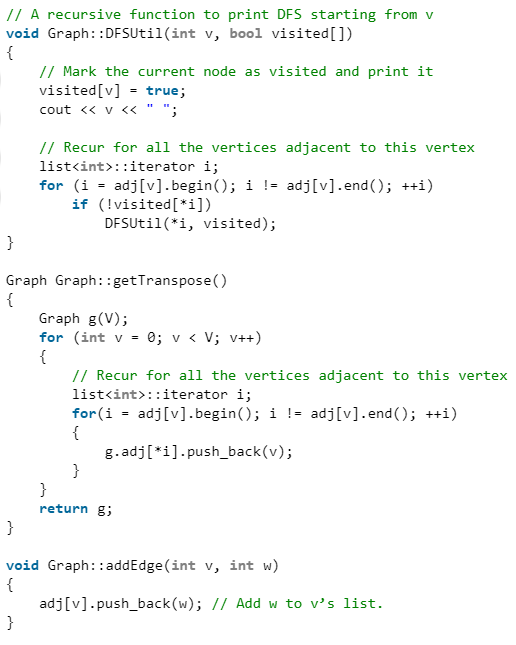 // A recursive function to print DFS starting from v
void Graph::DFSUtil(int v, bool visited[])
{
    // Mark the current node as visited and print it
    visited[v] = true;
    cout << v << " ";

    // Recur for all the vertices adjacent to this vertex
    list<int>::iterator i;
    for (i = adj[v].begin(); i != adj[v].end(); ++i)
        if (!visited[*i])
            DFSUtil(*i, visited);
}

Graph Graph::getTranspose()
{
    Graph g(V);
    for (int v = 0; v < V; v++)
    {
        // Recur for all the vertices adjacent to this vertex
        list<int>::iterator i;
        for(i = adj[v].begin(); i != adj[v].end(); ++i)
        {
            g.adj[*i].push_back(v);
        }
    }
    return g;
}

void Graph::addEdge(int v, int w)
{
    adj[v].push_back(w); // Add w to v’s list.
}